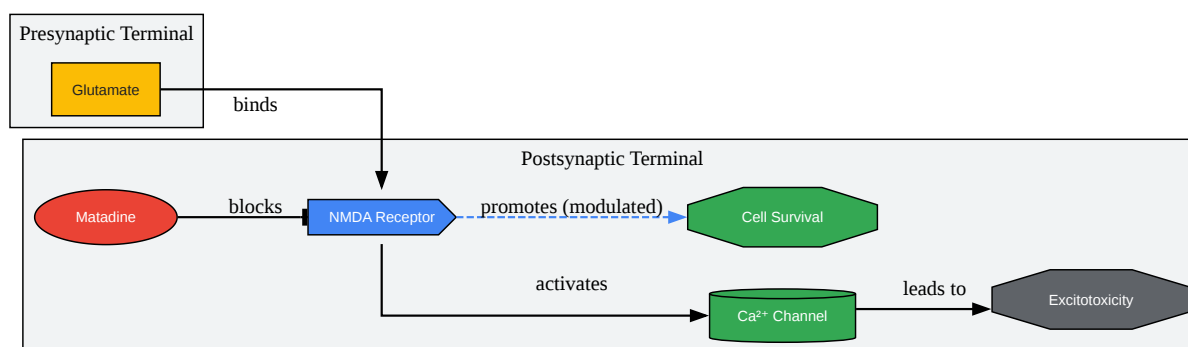 Presynaptic Terminal
Glutamate
binds
Postsynaptic Terminal
Matadine
blocks
NMDA Receptor
promotes (modulated)
Cell Survival
activates
Ca²⁺ Channel
leads to
Excitotoxicity